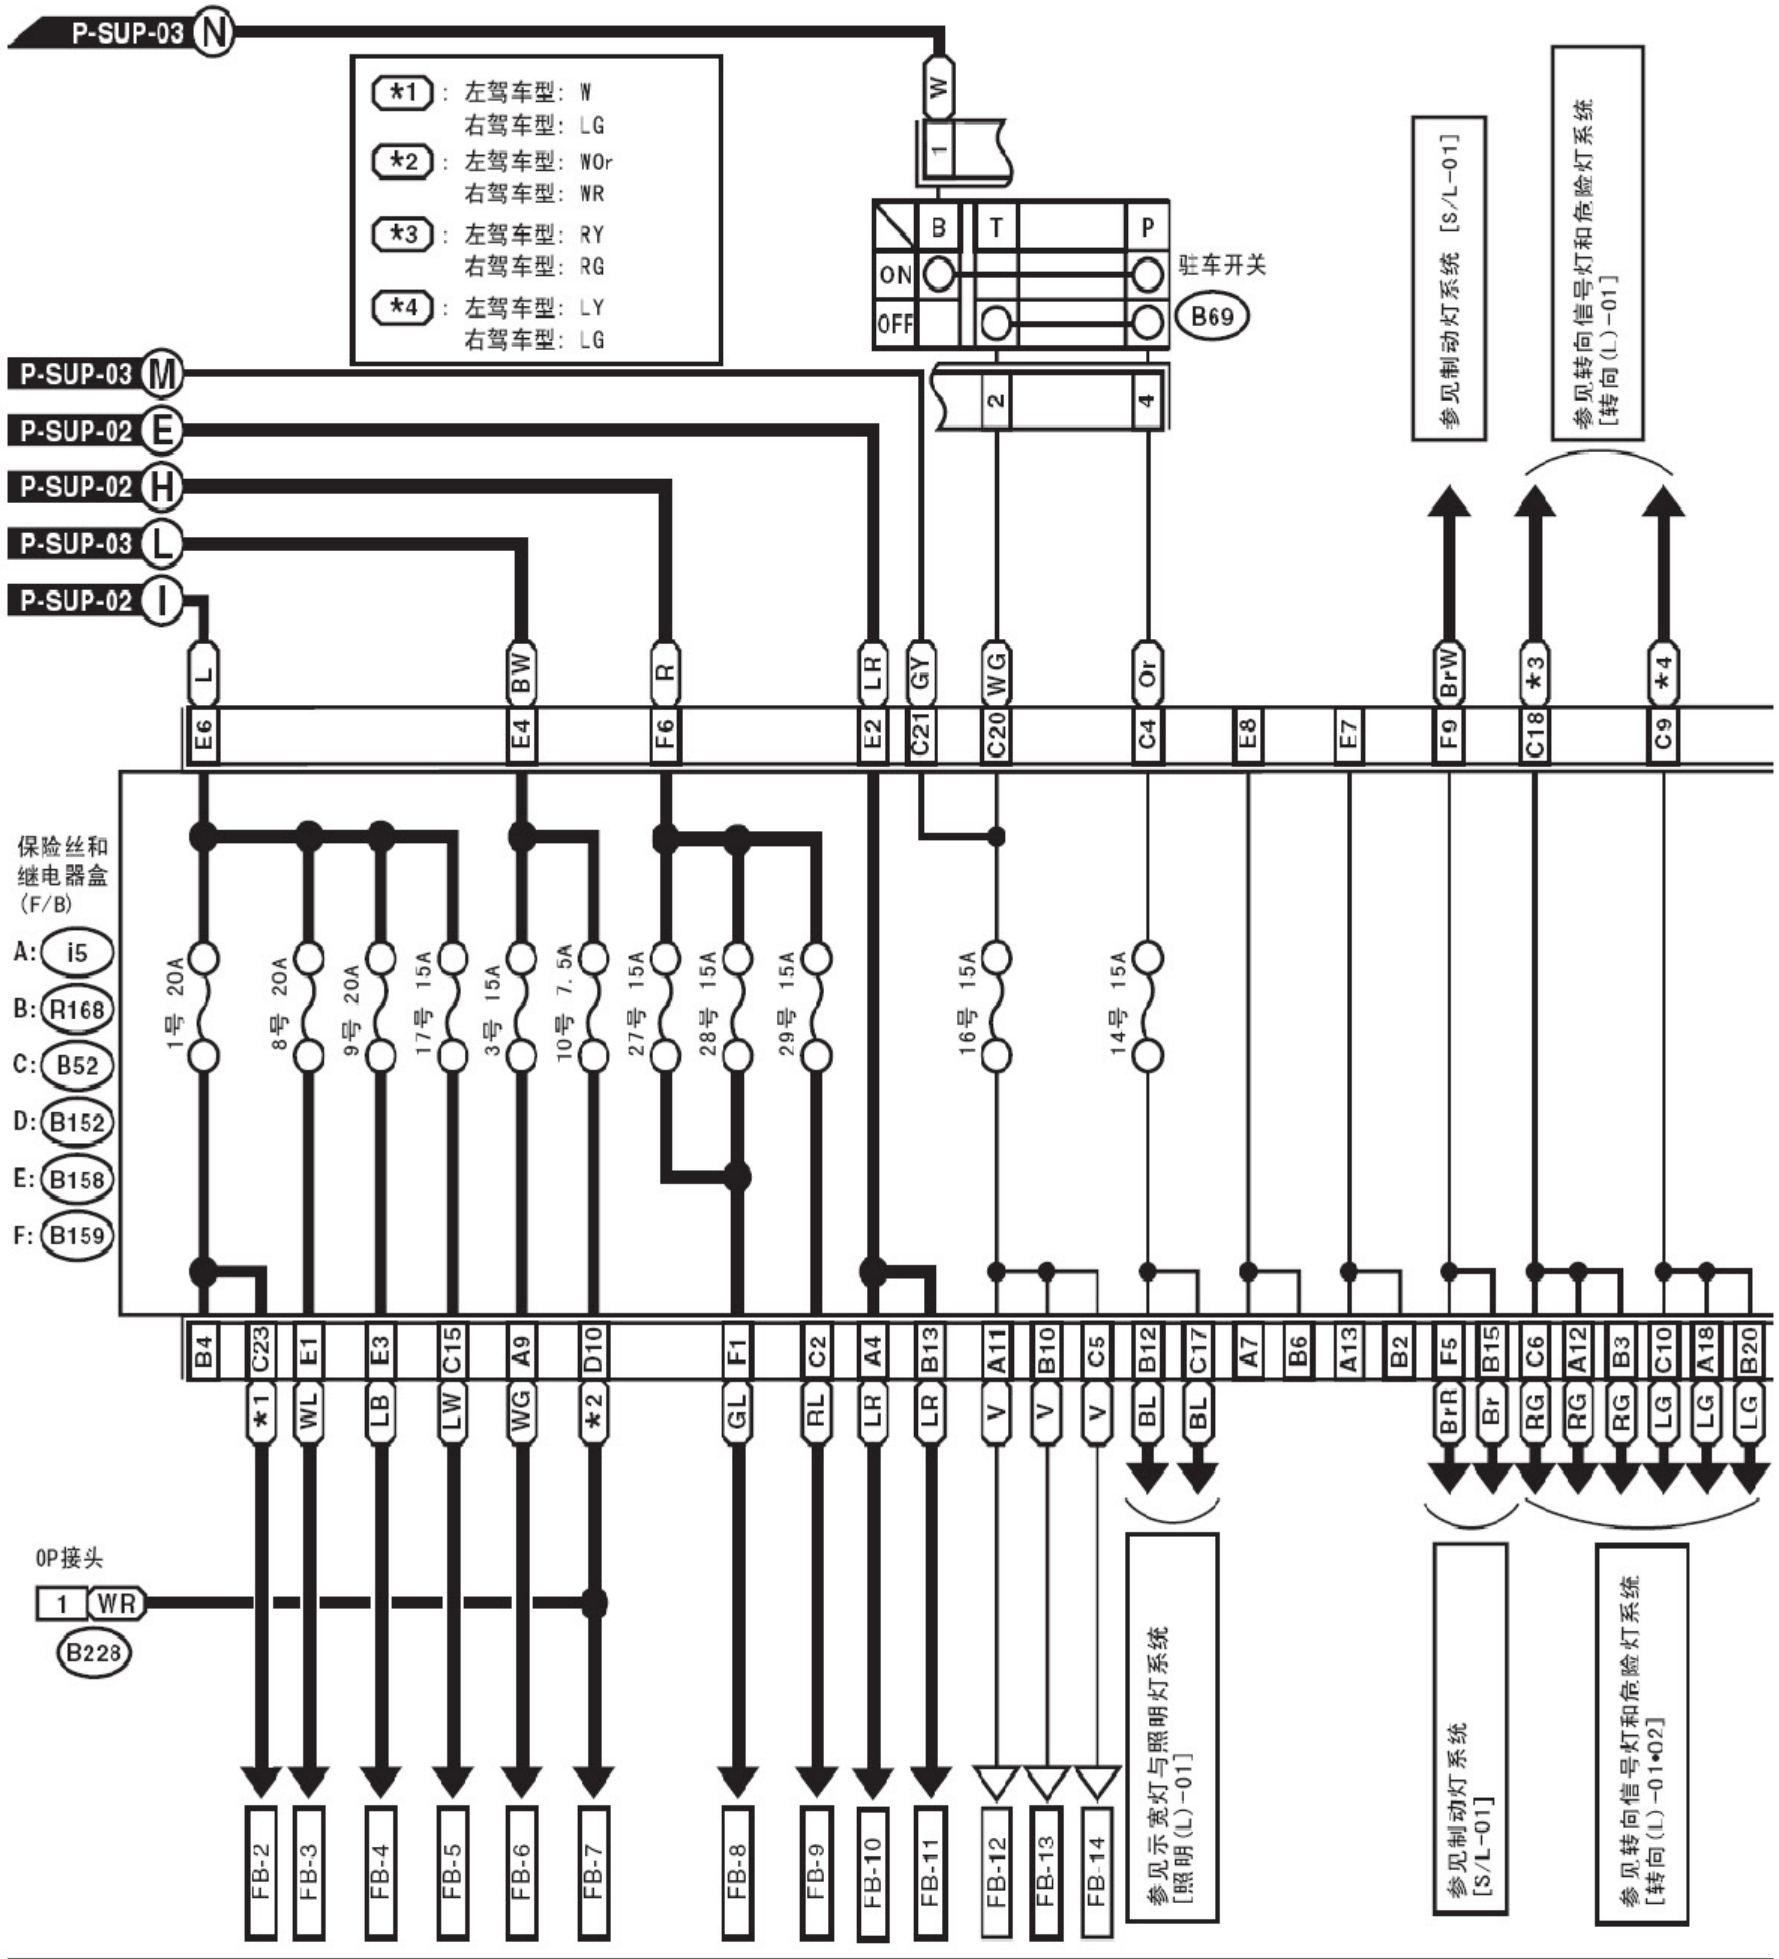 P-SUP-03 N
*1 : 左驾车型: W
右驾车型: LG
*2 : 左驾车型: WOr
右驾车型: WR
*3 : 左驾车型: RY
右驾车型: RG
*4 : 左驾车型: LY
右驾车型: LG
W
1
B T P
ON
OFF
驻车开关
B69
2 4
参见制动灯系统 [S/L-01]
参见转向信号灯和危险灯系统
[转向(L)-01]
P-SUP-03 M
P-SUP-02 E
P-SUP-02 H
P-SUP-03 L
P-SUP-02 I
L BW R LR GY WG Or BrW *3 *4
E6 E4 F6 E2 C21 C20 C4 E8 E7 F9 C18 C9
保险丝和
继电器盒
(F/B)
A: i5
B: R168
C: B52
D: B152
E: B158
F: B159
1号 20A
8号 20A
9号 20A
17号 15A
3号 15A
10号 7.5A
27号 15A
28号 15A
29号 15A
16号 15A
14号 15A
B4 C23 E1 E3 C15 A9 D10 F1 C2 A4 B13 A11 B10 C5 B12 C17 A7 B6 A13 B2 F5 B15 C6 A12 B3 C10 A18 B20
*1 WL LB LW WG *2 GL RL LR LR V V V BL BL BrR Br RG RG RG LG LG LG
OP接头
1 WR
B228
FB-2 FB-3 FB-4 FB-5 FB-6 FB-7 FB-8 FB-9 FB-10 FB-11 FB-12 FB-13 FB-14
参见示宽灯与照明灯系统
[照明(L)-01]
参见制动灯系统
[S/L-01]
参见转向信号灯和危险灯系统
[转向(L)-01•02]